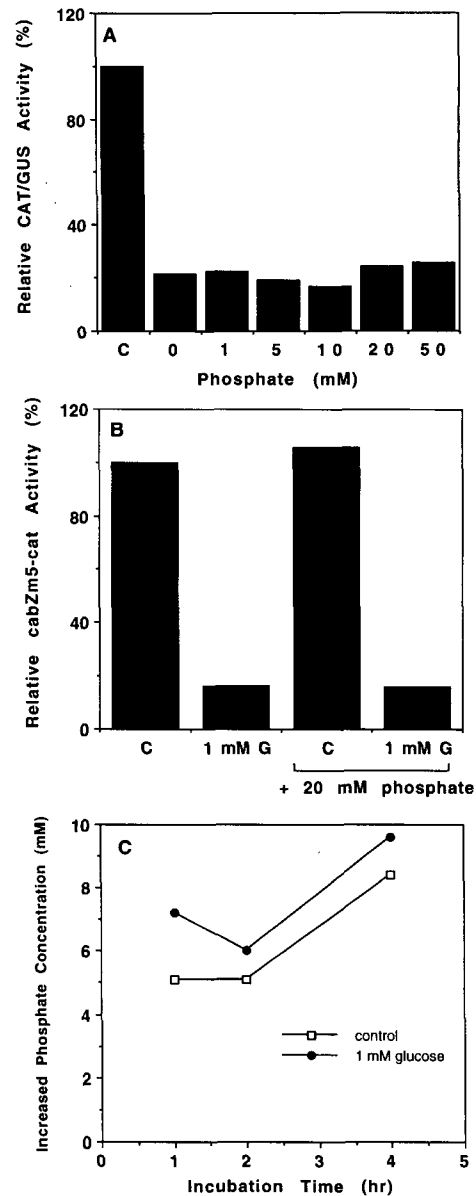 Relative CAT/GUS Activity (%)
A
120
80
40
0
C 0 1 5 10 20 50
Phosphate (mM)
Relative cabZm5-cat Activity (%)
B
120
80
40
0
C 1 mM G C 1 mM G
+ 20 mM phosphate
Increased Phosphate Concentration (mM)
C
10
8
6
4
2
0
control
1 mM glucose
0 1 2 3 4 5
Incubation Time (hr)